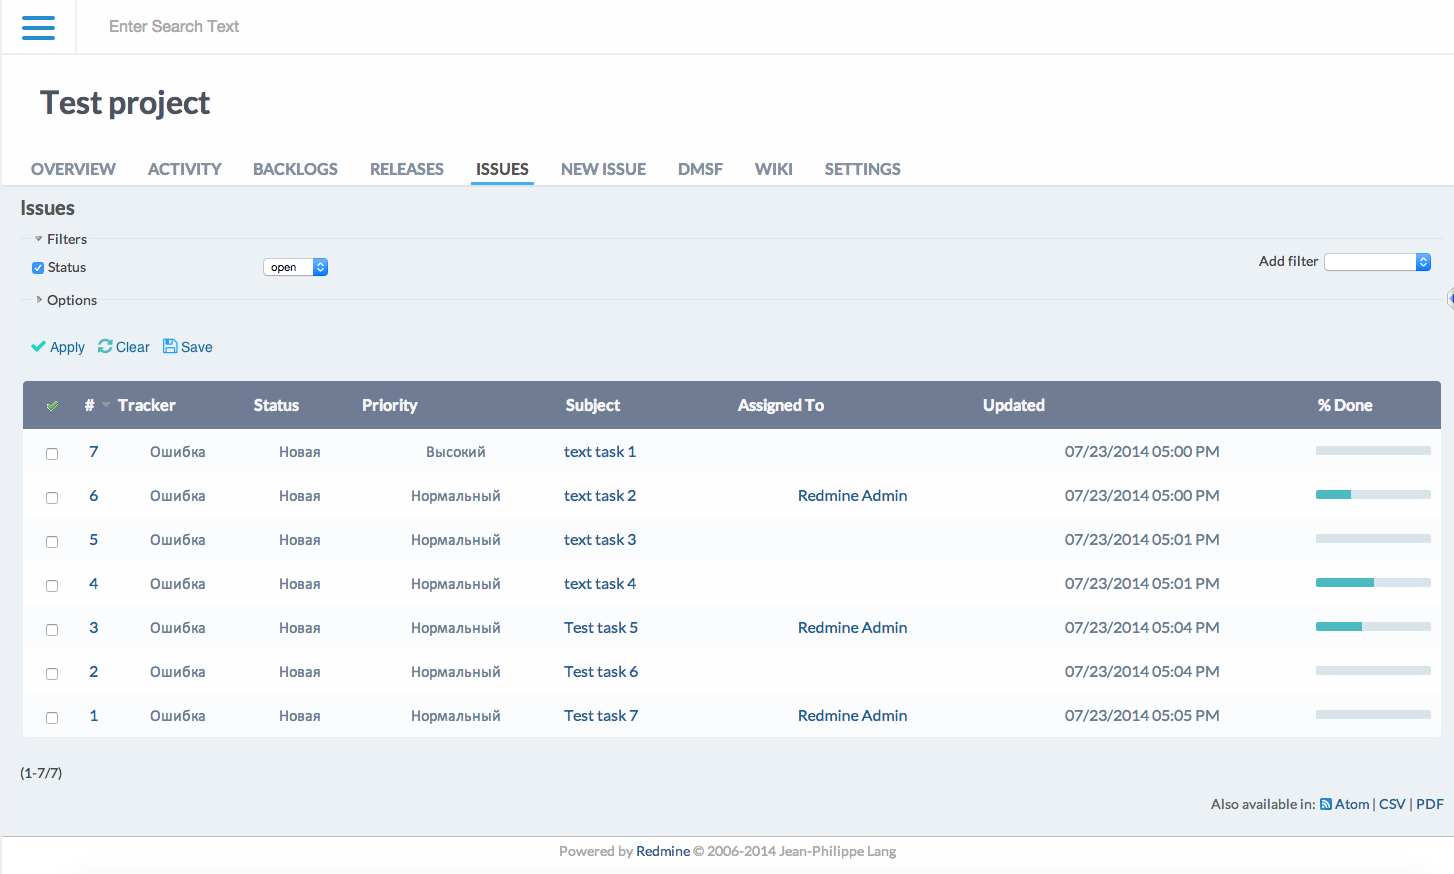 Enter Search Text
Test project
OVERVIEW ACTIVITY BACKLOGS RELEASES ISSUES NEW ISSUE DMSF WIKI SETTINGS
Issues
Filters
Status open Add filter
Options
Apply Clear Save
# Tracker Status Priority Subject Assigned To Updated % Done
7 Ошибка Новая Высокий text task 1 07/23/2014 05:00 PM
6 Ошибка Новая Нормальный text task 2 Redmine Admin 07/23/2014 05:00 PM
5 Ошибка Новая Нормальный text task 3 07/23/2014 05:01 PM
4 Ошибка Новая Нормальный text task 4 07/23/2014 05:01 PM
3 Ошибка Новая Нормальный Test task 5 Redmine Admin 07/23/2014 05:04 PM
2 Ошибка Новая Нормальный Test task 6 07/23/2014 05:04 PM
1 Ошибка Новая Нормальный Test task 7 Redmine Admin 07/23/2014 05:05 PM
(1-7/7)
Also available in: Atom | CSV | PDF
Powered by Redmine © 2006-2014 Jean-Philippe Lang